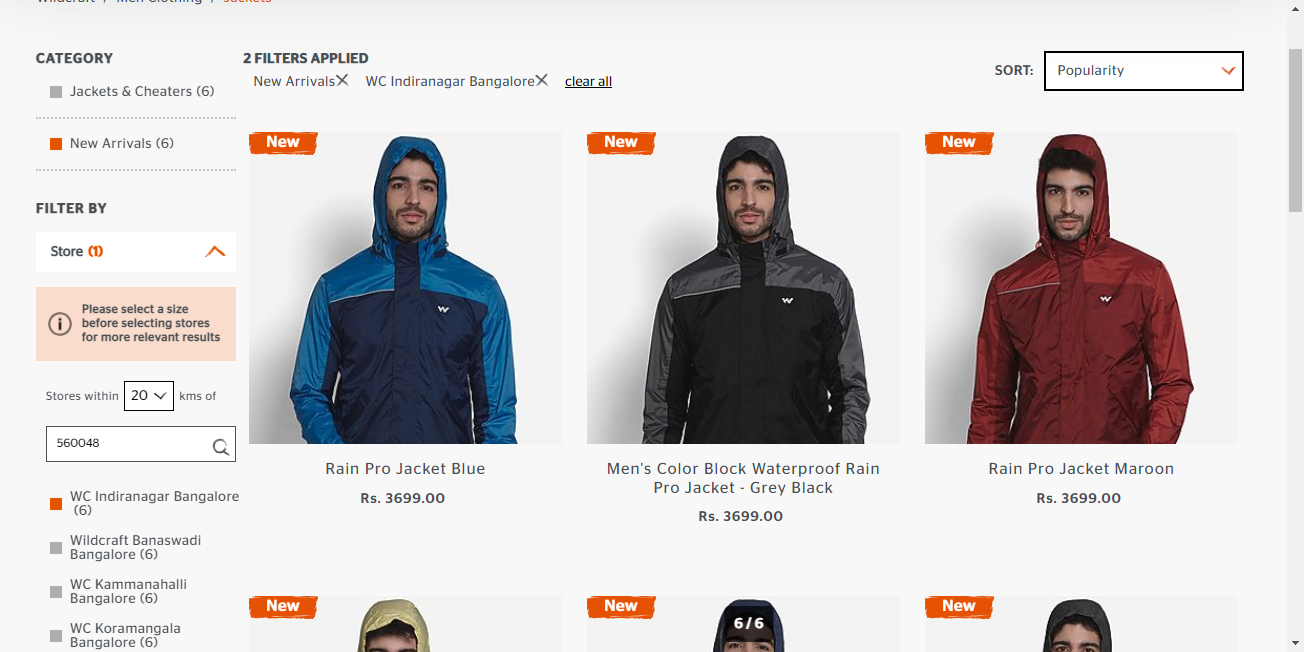 Wildcraft / Men Clothing / Jackets
CATEGORY
Jackets & Cheaters (6)
New Arrivals (6)
FILTER BY
Store (1)
Please select a size
before selecting stores
for more relevant results
Stores within 20 kms of
560048
WC Indiranagar Bangalore
(6)
Wildcraft Banaswadi
Bangalore (6)
WC Kammanahalli
Bangalore (6)
WC Koramangala
Bangalore (6)
2 FILTERS APPLIED
New Arrivals WC Indiranagar Bangalore clear all
SORT: Popularity
New
New
New
Rain Pro Jacket Blue
Rs. 3699.00
Men's Color Block Waterproof Rain
Pro Jacket - Grey Black
Rs. 3699.00
Rain Pro Jacket Maroon
Rs. 3699.00
New
New
6/6
New